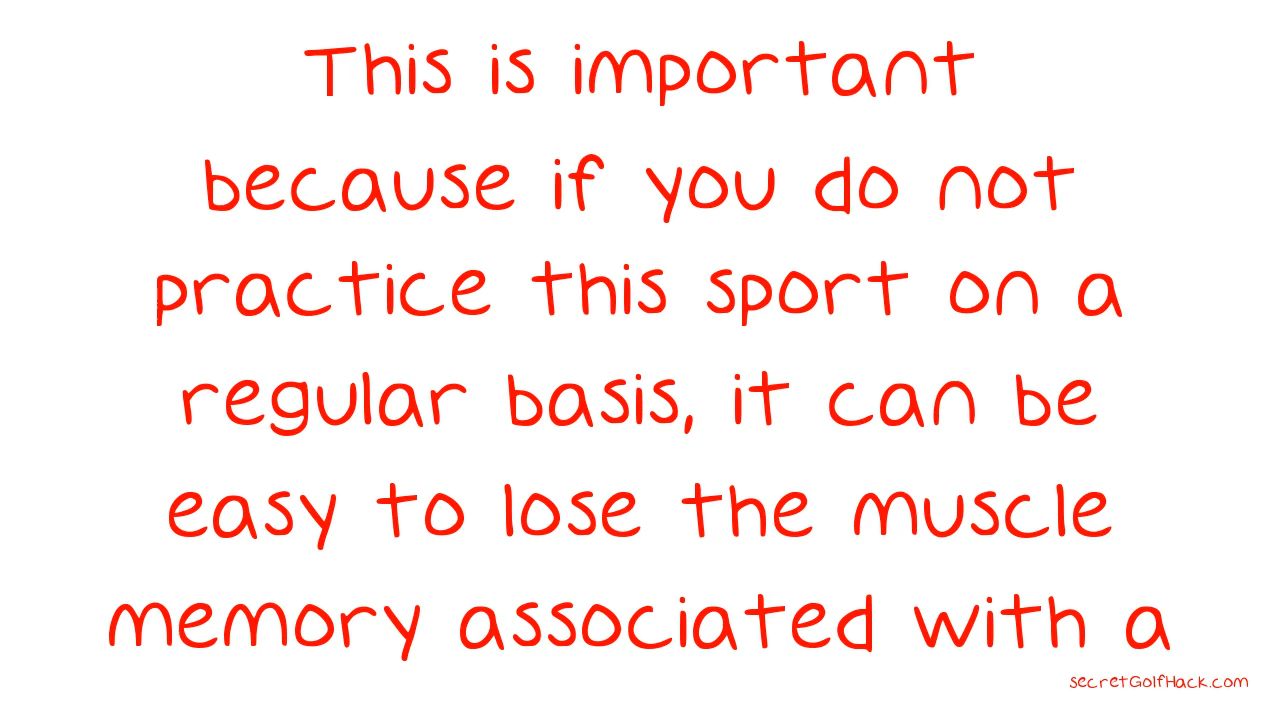 This is important
because if you do not
practice this sport on a
regular basis, it can be
easy to lose the muscle
memory associated with a
secretGolfHack.com